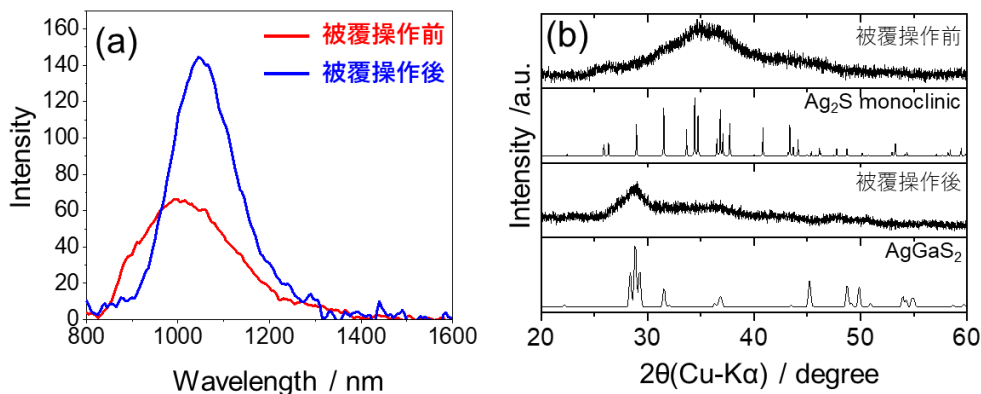 (a)
被覆操作前
被覆操作後
Intensity
160
140
120
100
80
60
40
20
0
800 1000 1200 1400 1600
Wavelength / nm
(b)
被覆操作前
Ag₂S monoclinic
被覆操作後
AgGaS₂
Intensity /a.u.
20 30 40 50 60
2θ(Cu-Kα) / degree